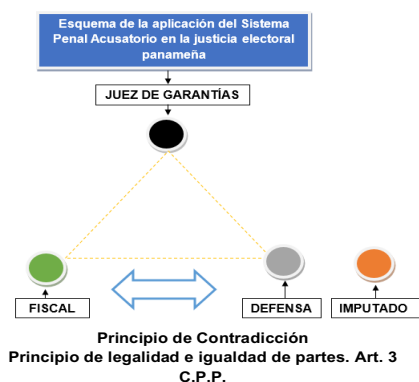 Esquema de la aplicación del Sistema
Penal Acusatorio en la justicia electoral
panameña
JUEZ DE GARANTÍAS
FISCAL
DEFENSA
IMPUTADO
Principio de Contradicción
Principio de legalidad e igualdad de partes. Art. 3
C.P.P.